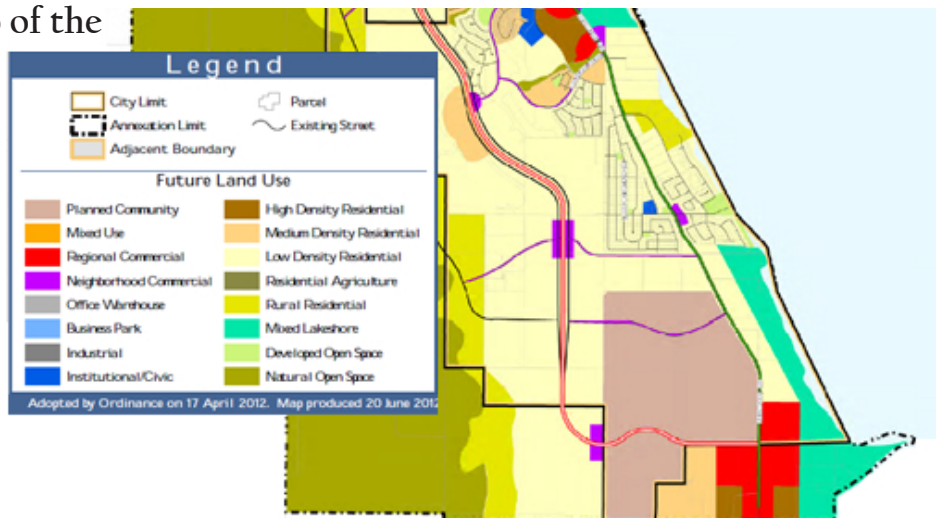 of the
Legend
City Limit
Parcel
Annexation Limit
Existing Street
Adjacent Boundary
Future Land Use
Planned Community
High Density Residential
Mixed Use
Medium Density Residential
Regional Commercial
Low Density Residential
Neighborhood Commercial
Residential Agriculture
Office Warehouse
Rural Residential
Business Park
Mixed Lakeshore
Industrial
Developed Open Space
Institutional/Civic
Natural Open Space
Adopted by Ordinance on 17 April 2012. Map produced 20 June 2012